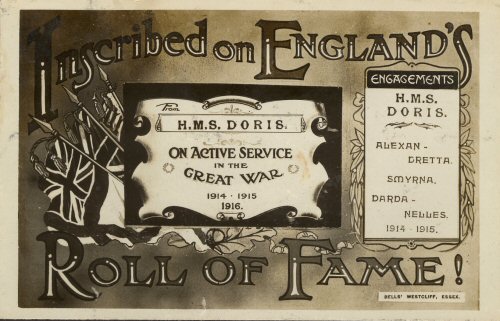 Inscribed on ENGLAND'S
From
H.M.S. DORIS.
ON ACTIVE SERVICE
IN THE
GREAT WAR
1914 - 1915
1916.
ENGAGEMENTS
H.M.S.
DORIS.
ALEXAN-
DRETTA.
SMYRNA.
DARDA-
NELLES.
1914 - 1915.
ROLL OF FAME!
BELLS' WESTCLIFF, ESSEX.